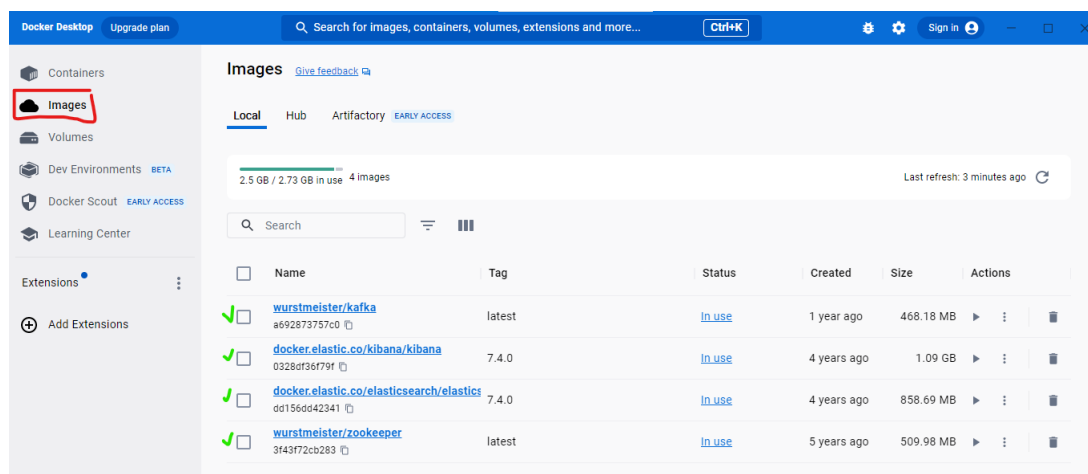 Docker Desktop Upgrade plan Search for images, containers, volumes, extensions and more... Ctrl+K Sign in
Containers
Images
Volumes
Dev Environments BETA
Docker Scout EARLY ACCESS
Learning Center
Extensions
Add Extensions
Images Give feedback
Local Hub Artifactory EARLY ACCESS
2.5 GB / 2.73 GB in use 4 images Last refresh: 3 minutes ago
Search
Name Tag Status Created Size Actions
wurstmeister/kafka
a692873757c0 latest In use 1 year ago 468.18 MB
docker.elastic.co/kibana/kibana
0328df36f79f 7.4.0 In use 4 years ago 1.09 GB
docker.elastic.co/elasticsearch/elastics
dd156dd42341 7.4.0 In use 4 years ago 858.69 MB
wurstmeister/zookeeper
3f43f72cb283 latest In use 5 years ago 509.98 MB